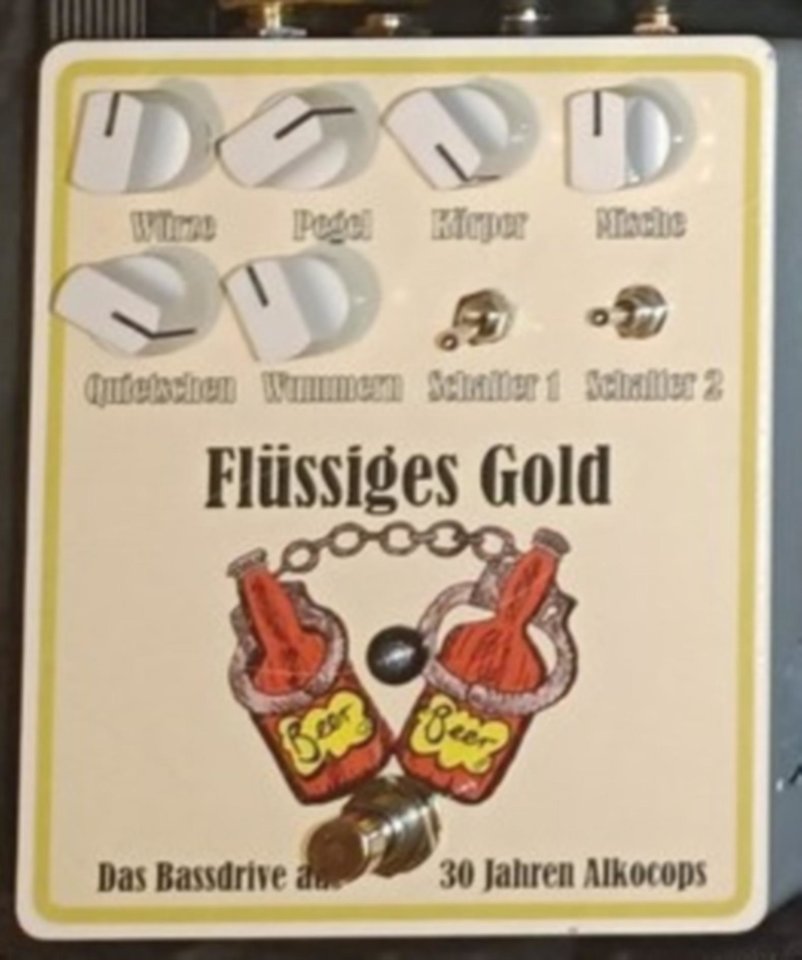 Würze Pegel Körper Mische
Quietschen Wummern Schalter 1 Schalter 2
Flüssiges Gold
Beer Beer
Das Bassdrive 30 Jahren Alkocops